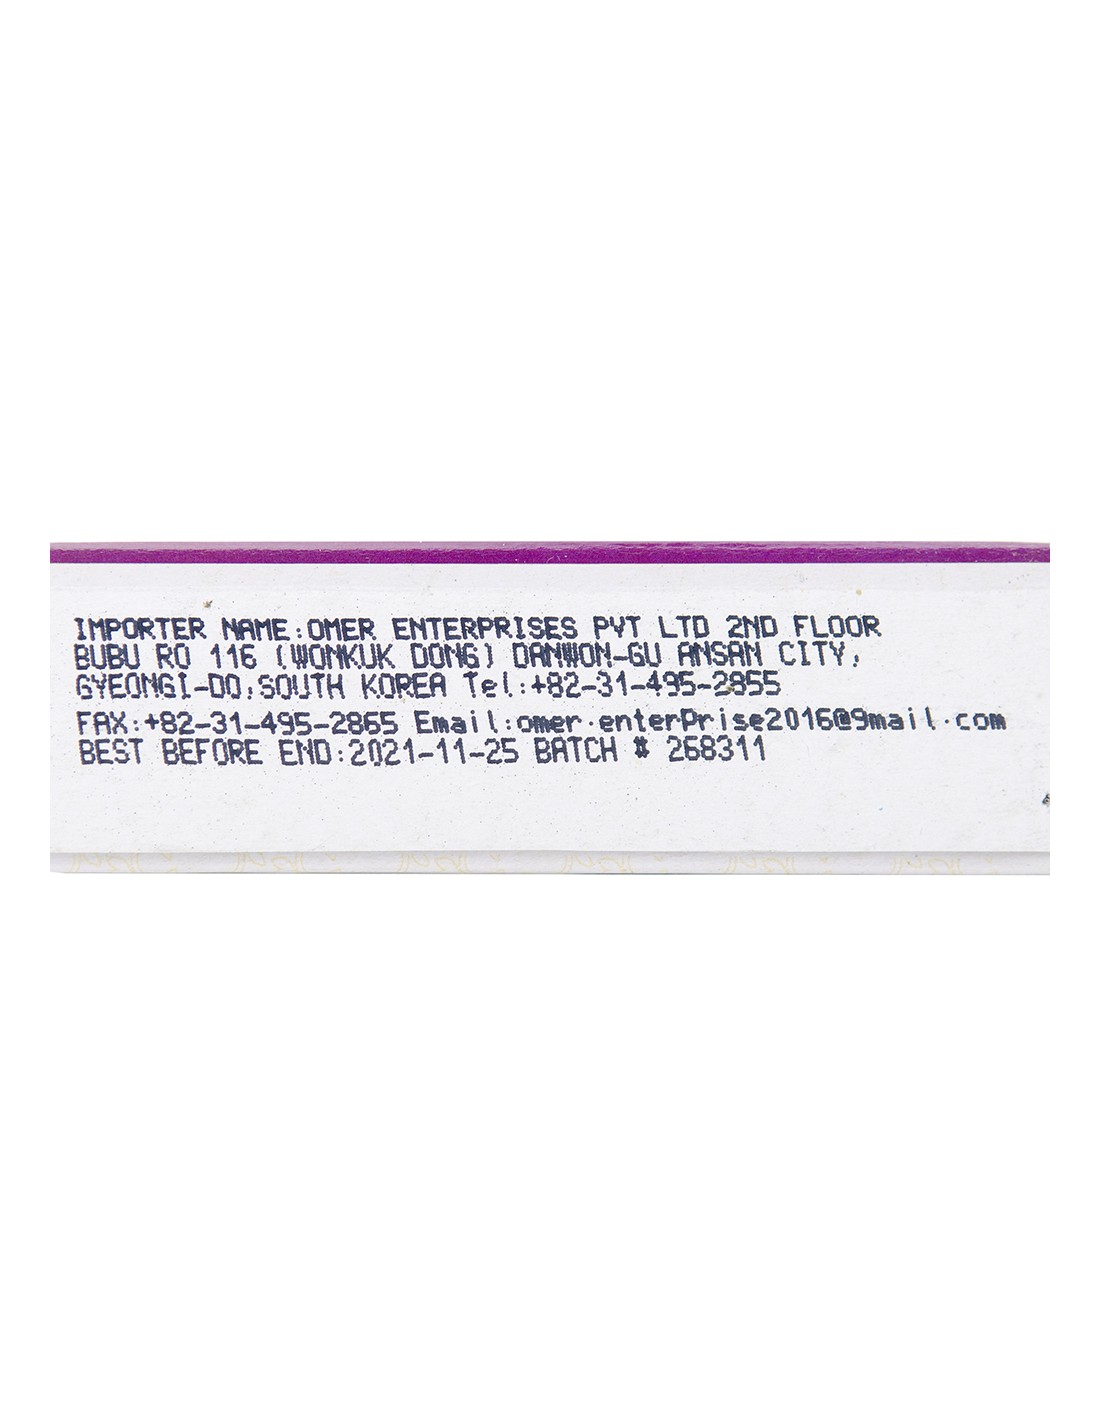 IMPORTER NAME:OMER ENTERPRISES PVT LTD 2ND FLOOR
BUBU RO 116 (WONKUK DONG) DANWON-GU ANSAN CITY,
GYEONGI-DO,SOUTH KOREA Tel:+82-31-495-2855
FAX:+82-31-495-2865 Email:omer.enterprise2016@gmail.com
BEST BEFORE END:2021-11-25 BATCH # 268311